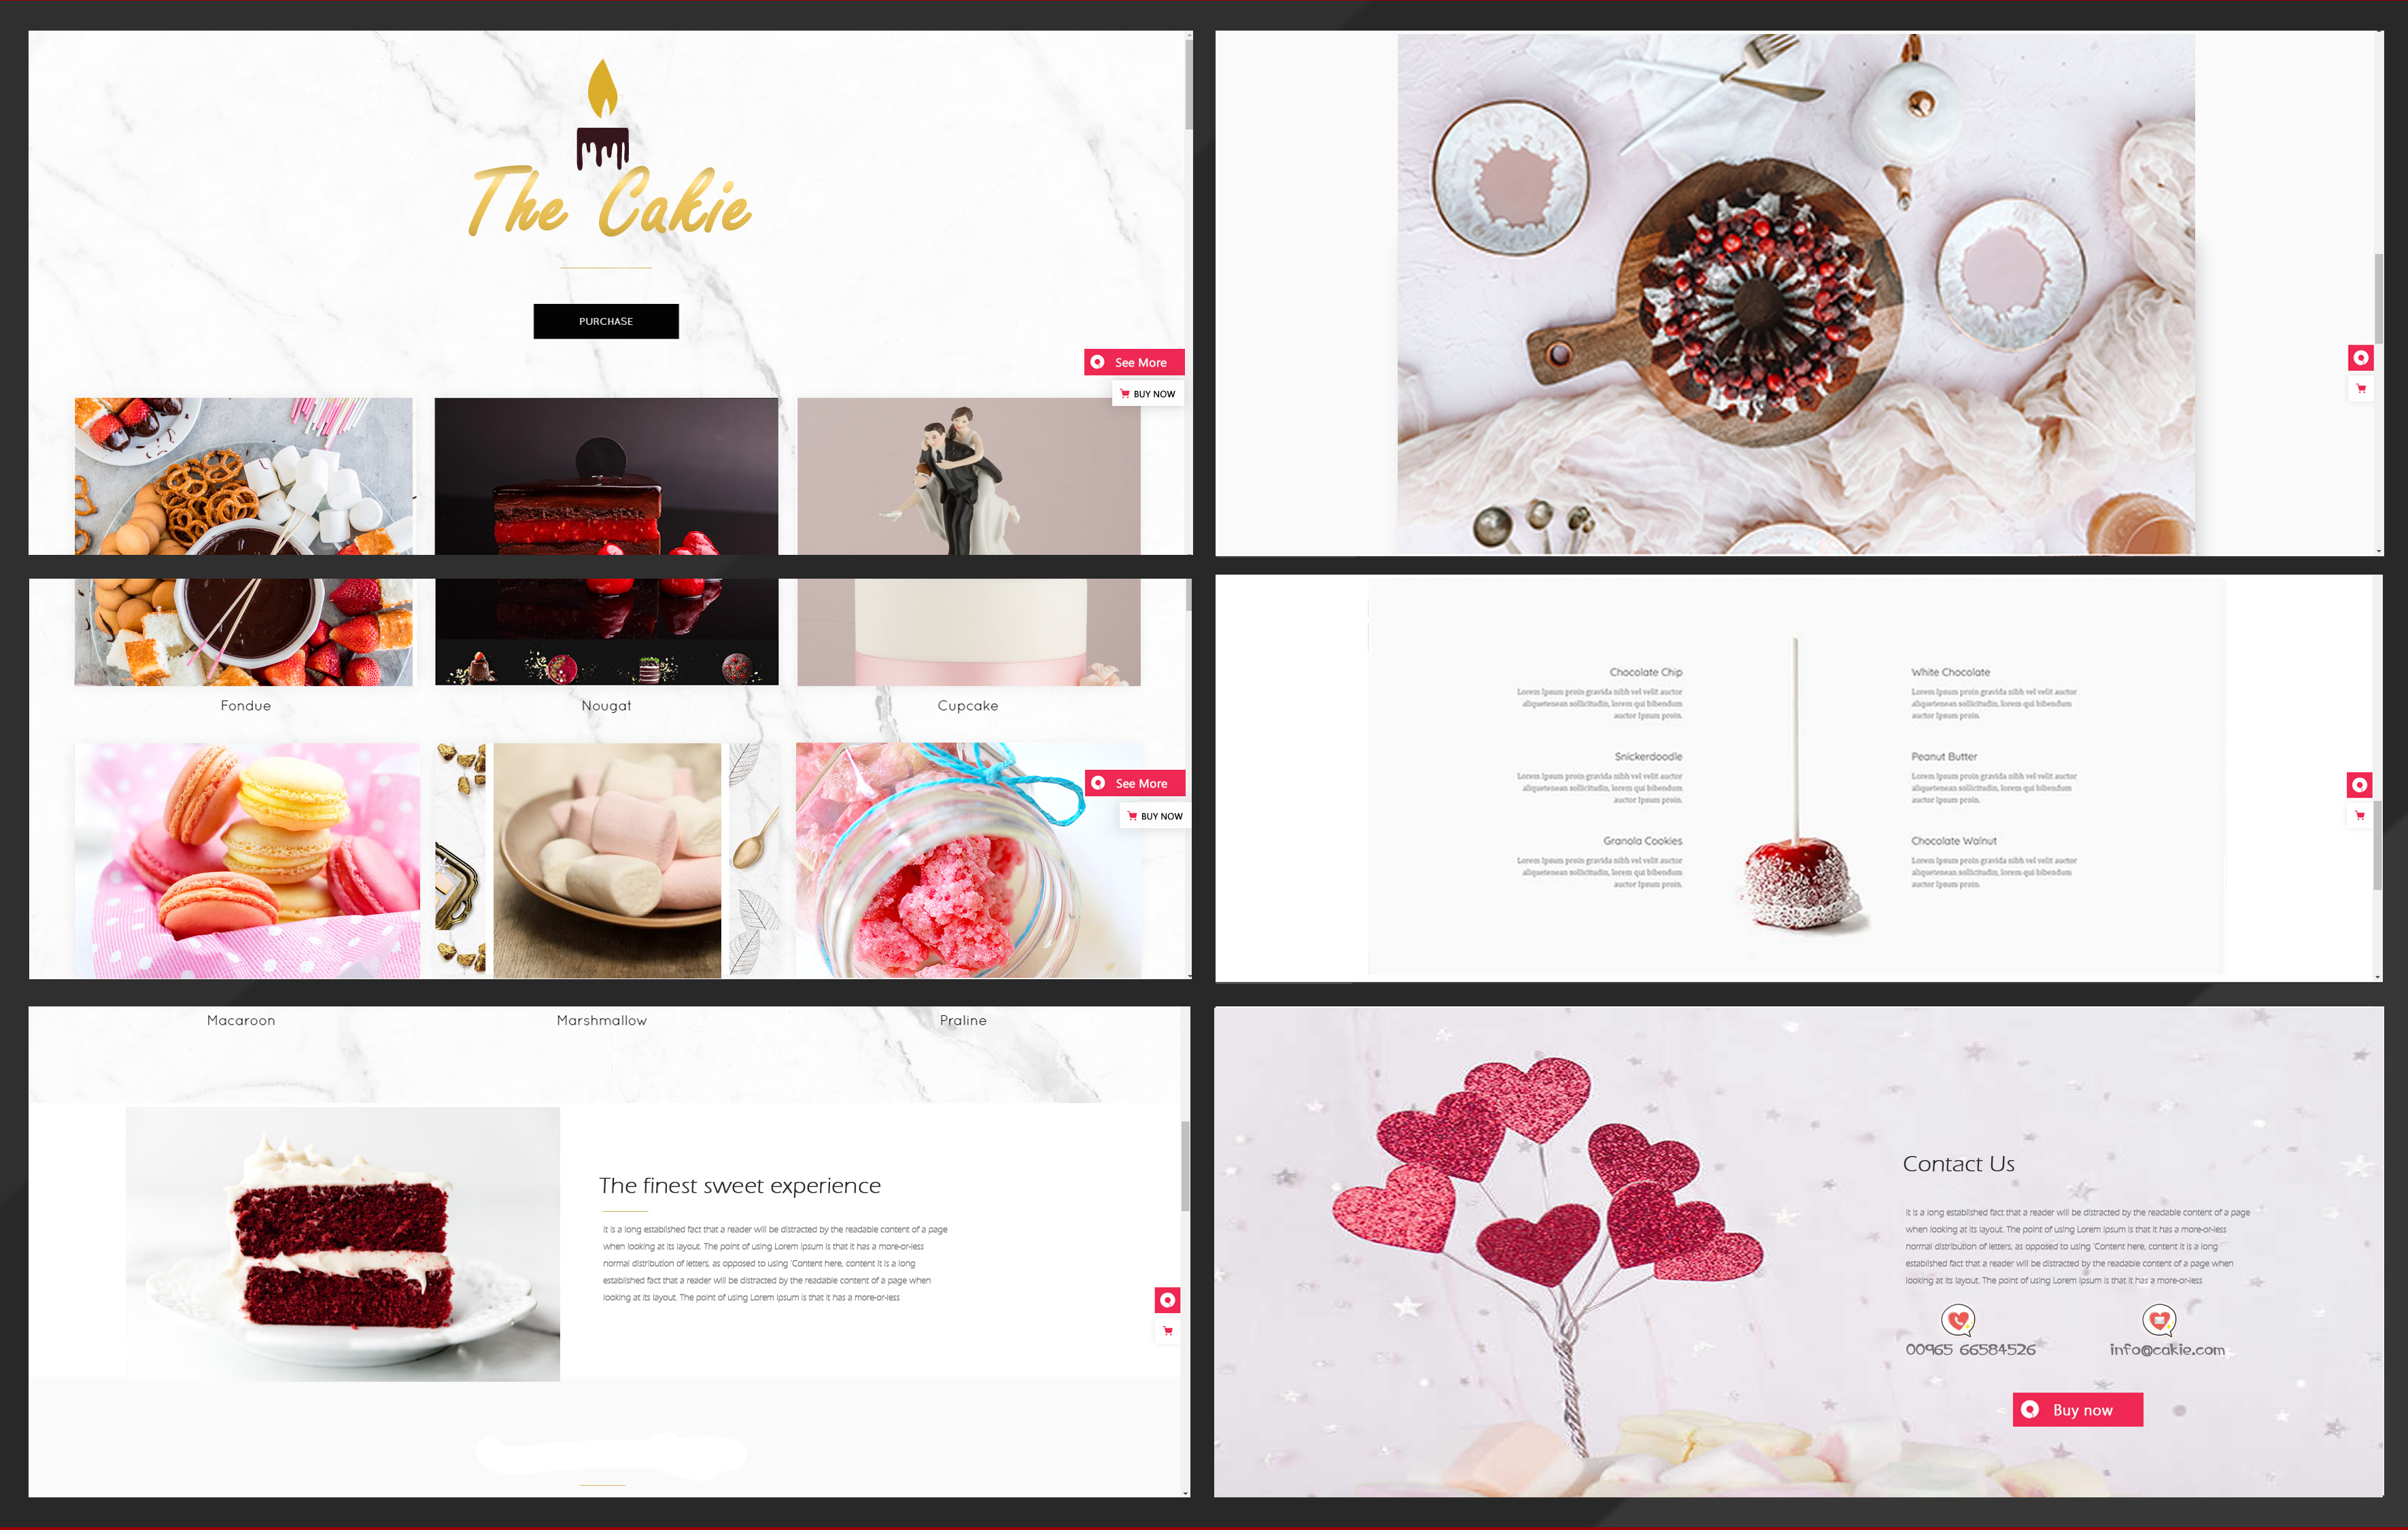 The Cakie
PURCHASE
See More
BUY NOW
Fondue
Nougat
Cupcake
See More
BUY NOW
Macaroon
Marshmallow
Praline
The finest sweet experience
It is a long established fact that a reader will be distracted by the readable content of a page
when looking at its layout. The point of using Lorem Ipsum is that it has a more-or-less
normal distribution of letters, as opposed to using 'Content here, content it is a long
established fact that a reader will be distracted by the readable content of a page when
looking at its layout. The point of using Lorem Ipsum is that it has a more-or-less
Chocolate Chip
Lorem Ipsum proin gravida nibh vel velit auctor
aliquetenean sollicitudin, lorem qui bibendum
auctor Ipsum proin.
Snickerdoodle
Lorem Ipsum proin gravida nibh vel velit auctor
aliquetenean sollicitudin, lorem qui bibendum
auctor Ipsum proin.
Granola Cookies
Lorem Ipsum proin gravida nibh vel velit auctor
aliquetenean sollicitudin, lorem qui bibendum
auctor Ipsum proin.
White Chocolate
Lorem Ipsum proin gravida nibh vel velit auctor
aliquetenean sollicitudin, lorem qui bibendum
auctor Ipsum proin.
Peanut Butter
Lorem Ipsum proin gravida nibh vel velit auctor
aliquetenean sollicitudin, lorem qui bibendum
auctor Ipsum proin.
Chocolate Walnut
Lorem Ipsum proin gravida nibh vel velit auctor
aliquetenean sollicitudin, lorem qui bibendum
auctor Ipsum proin.
Contact Us
It is a long established fact that a reader will be distracted by the readable content of a page
when looking at its layout. The point of using Lorem Ipsum is that it has a more-or-less
normal distribution of letters, as opposed to using 'Content here, content it is a long
established fact that a reader will be distracted by the readable content of a page when
looking at its layout. The point of using Lorem Ipsum is that it has a more-or-less
00965 66584526
info@cakie.com
Buy now